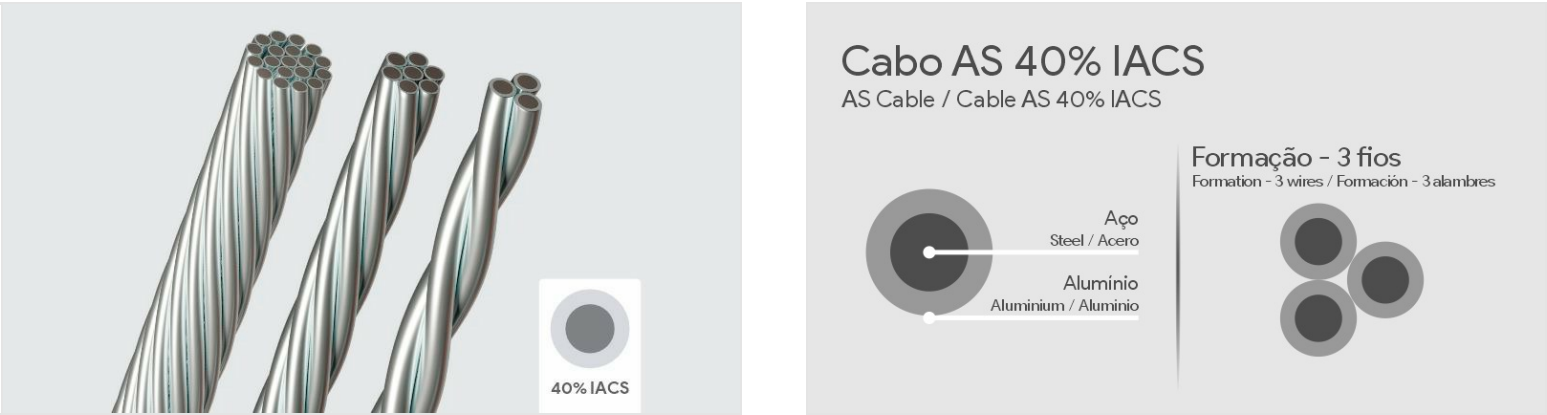 40% IACS
Cabo AS 40% IACS
AS Cable / Cable AS 40% IACS
Aço
Steel / Acero
Alumínio
Aluminium / Aluminio
Formação - 3 fios
Formation - 3 wires / Formación - 3 alambres